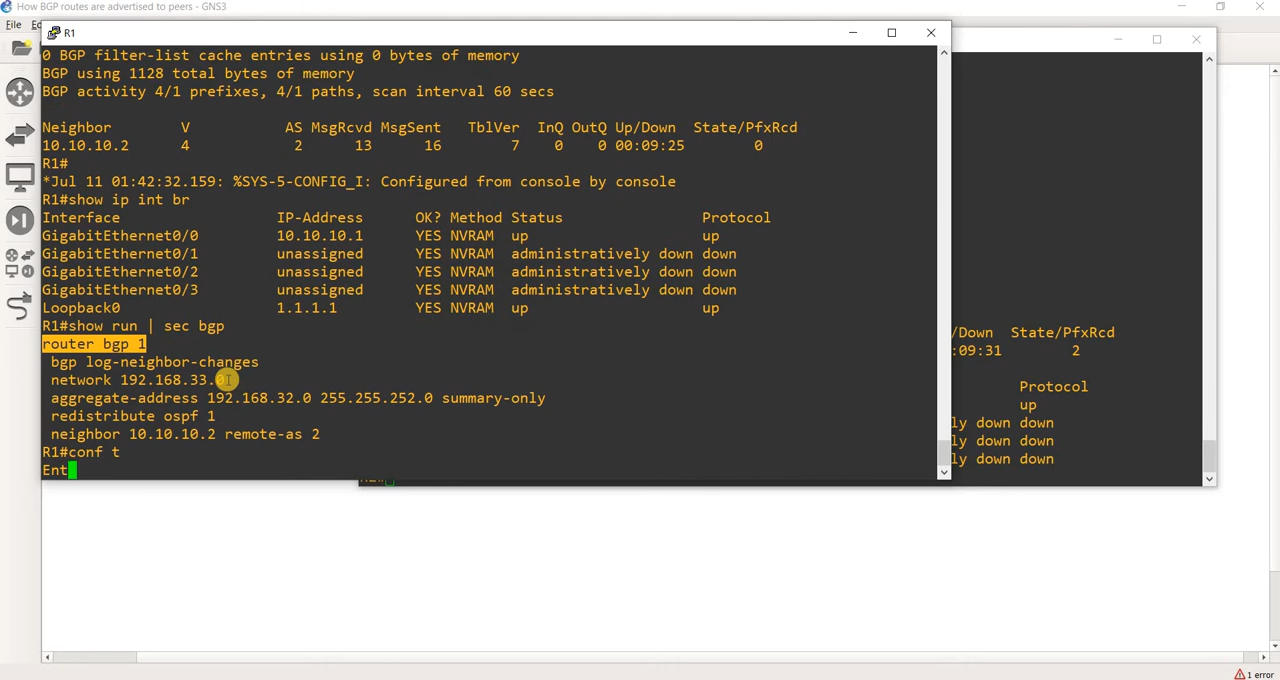 How BGP routes are advertised to peers - GNS3
File Ed
R1
0 BGP filter-list cache entries using 0 bytes of memory
BGP using 1128 total bytes of memory
BGP activity 4/1 prefixes, 4/1 paths, scan interval 60 secs
Neighbor V AS MsgRcvd MsgSent TblVer InQ OutQ Up/Down State/PfxRcd
10.10.10.2 4 2 13 16 7 0 0 00:09:25 0
R1#
*Jul 11 01:42:32.159: %SYS-5-CONFIG_I: Configured from console by console
R1#show ip int br
Interface IP-Address OK? Method Status Protocol
GigabitEthernet0/0 10.10.10.1 YES NVRAM up up
GigabitEthernet0/1 unassigned YES NVRAM administratively down down
GigabitEthernet0/2 unassigned YES NVRAM administratively down down
GigabitEthernet0/3 unassigned YES NVRAM administratively down down
Loopback0 1.1.1.1 YES NVRAM up up
R1#show run | sec bgp
router bgp 1
bgp log-neighbor-changes
network 192.168.33.0
aggregate-address 192.168.32.0 255.255.252.0 summary-only
redistribute ospf 1
neighbor 10.10.10.2 remote-as 2
R1#conf t
Ent
/Down State/PfxRcd
:09:31 2
Protocol
up
ly down down
ly down down
ly down down
1 error